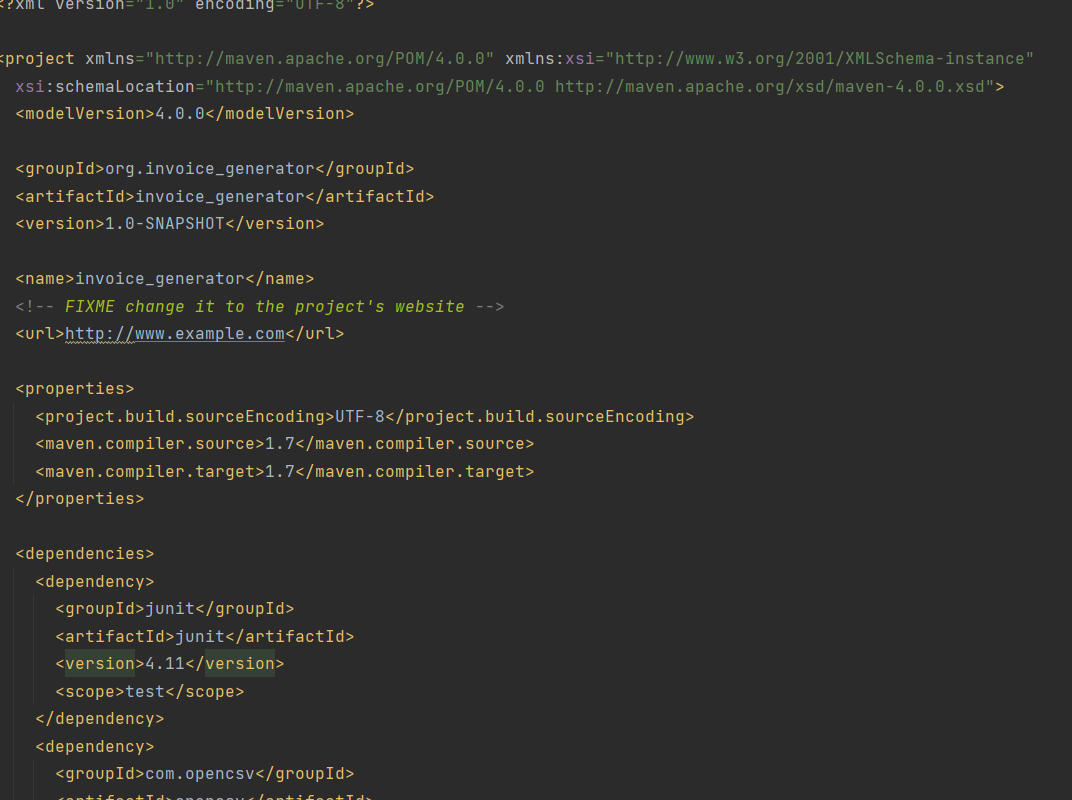 <?xml version="1.0" encoding="UTF-8"?>
<project xmlns="http://maven.apache.org/POM/4.0.0" xmlns:xsi="http://www.w3.org/2001/XMLSchema-instance"
xsi:schemaLocation="http://maven.apache.org/POM/4.0.0 http://maven.apache.org/xsd/maven-4.0.0.xsd">
<modelVersion>4.0.0</modelVersion>
<groupId>org.invoice_generator</groupId>
<artifactId>invoice_generator</artifactId>
<version>1.0-SNAPSHOT</version>
<name>invoice_generator</name>
<!-- FIXME change it to the project's website -->
<url>http://www.example.com</url>
<properties>
<project.build.sourceEncoding>UTF-8</project.build.sourceEncoding>
<maven.compiler.source>1.7</maven.compiler.source>
<maven.compiler.target>1.7</maven.compiler.target>
</properties>
<dependencies>
<dependency>
<groupId>junit</groupId>
<artifactId>junit</artifactId>
<version>4.11</version>
<scope>test</scope>
</dependency>
<dependency>
<groupId>com.opencsv</groupId>
<artifactId>opencsv</artifactId>